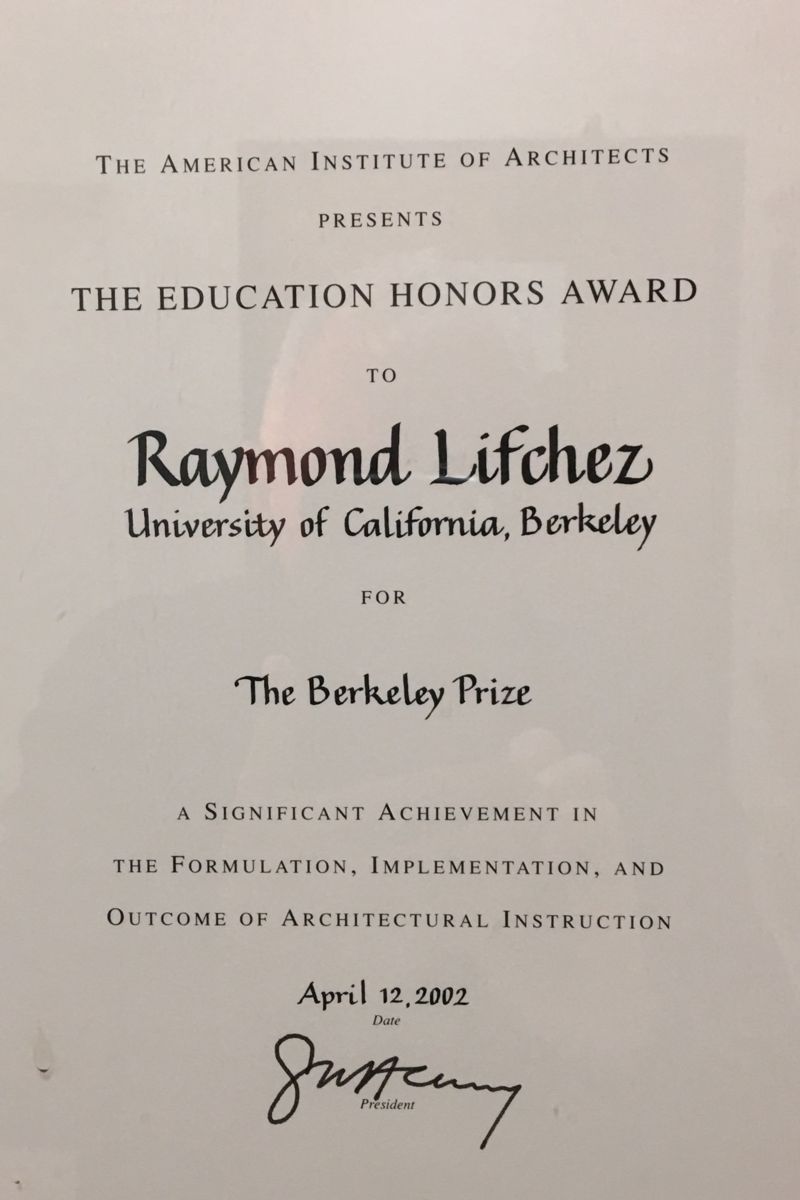 The American Institute of Architects
presents
THE EDUCATION HONORS AWARD
to
Raymond Lifchez
University of California, Berkeley
for
The Berkeley Prize
a Significant Achievement in
the Formulation, Implementation, and
Outcome of Architectural Instruction
April 12, 2002
Date
President